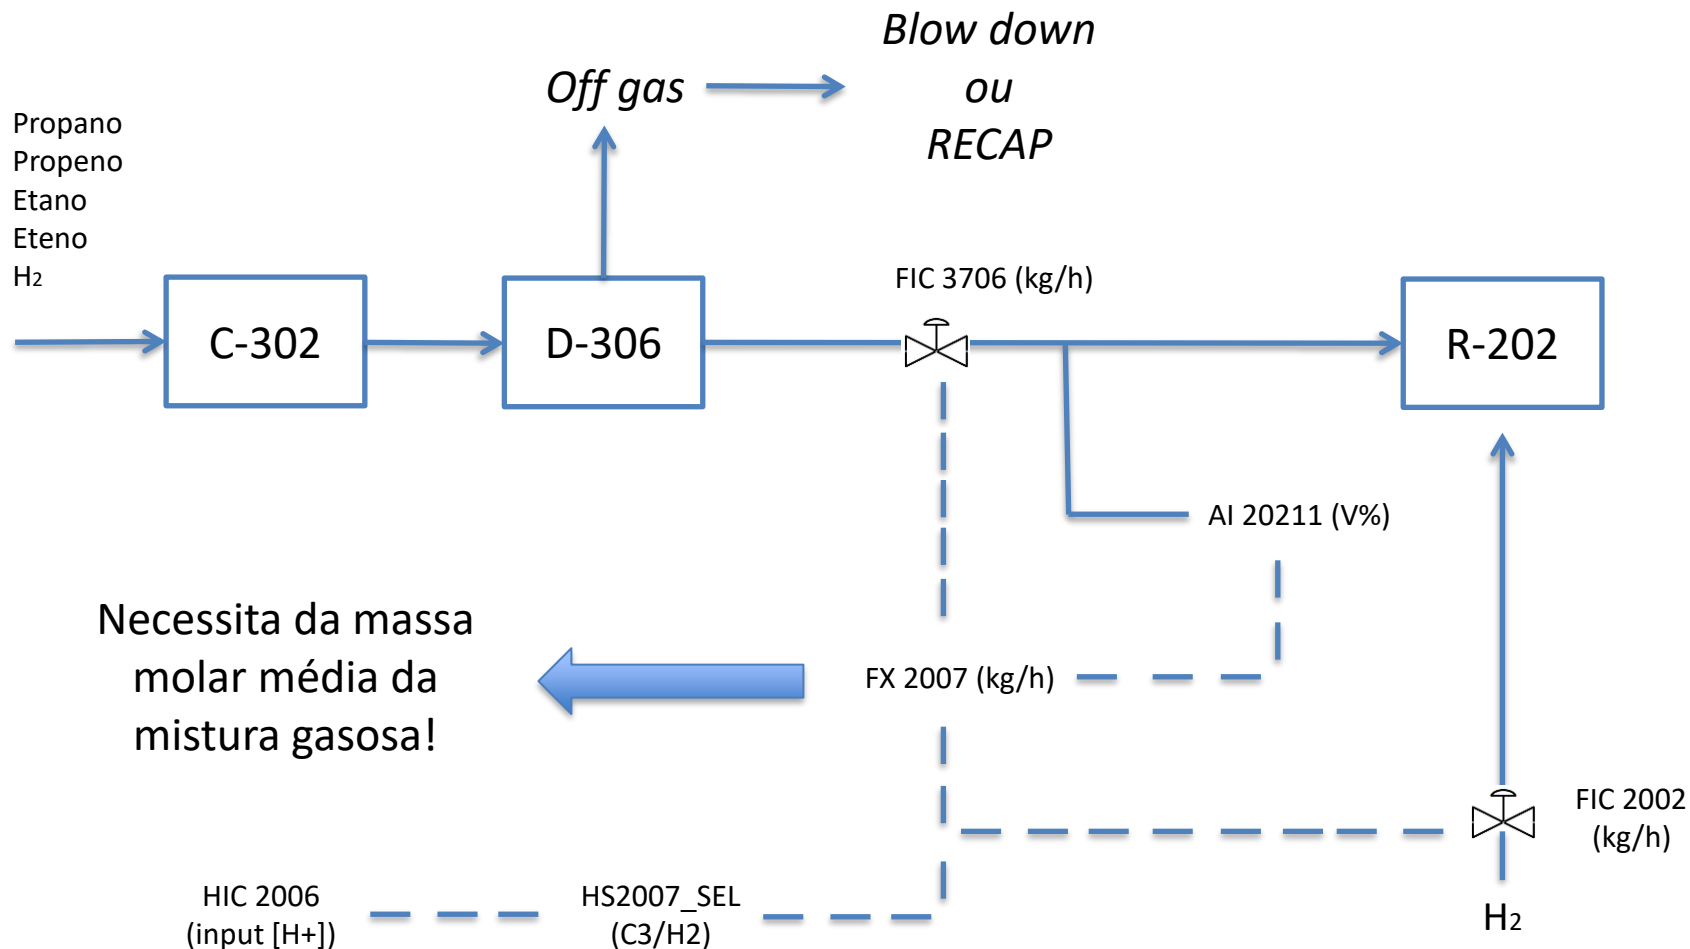 Blow down
ou
RECAP
Off gas
Propano
Propeno
Etano
Eteno
H2
FIC 3706 (kg/h)
C-302
D-306
R-202
AI 20211 (V%)
Necessita da massa
molar média da
mistura gasosa!
FX 2007 (kg/h)
FIC 2002
(kg/h)
HIC 2006
(input [H+])
HS2007_SEL
(C3/H2)
H2